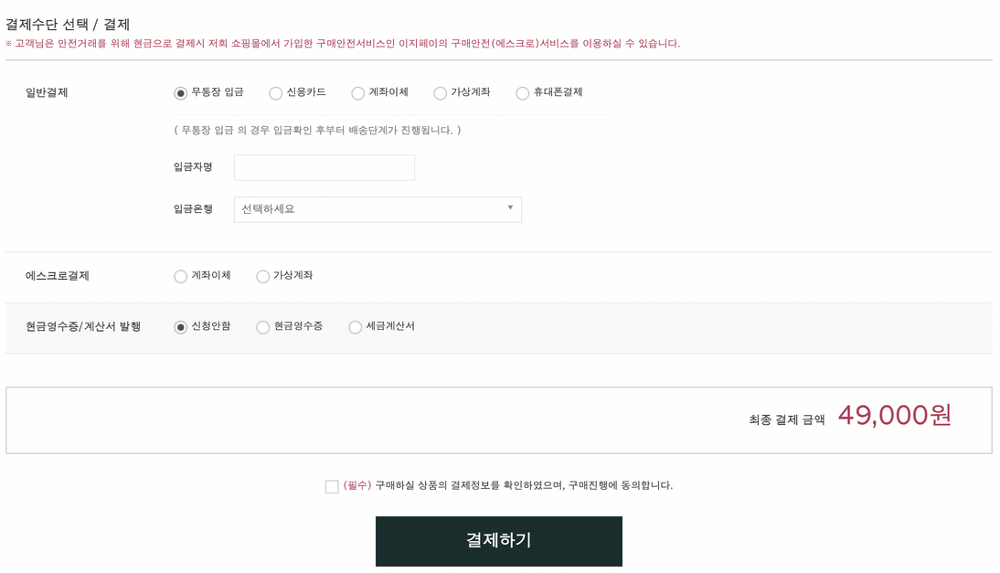 결제수단 선택 / 결제
※ 고객님은 안전거래를 위해 현금으로 결제시 저희 쇼핑몰에서 가입한 구매안전서비스인 이지페이의 구매안전(에스크로)서비스를 이용하실 수 있습니다.
일반결제 무통장 입금 신용카드 계좌이체 가상계좌 휴대폰결제
( 무통장 입금 의 경우 입금확인 후부터 배송단계가 진행됩니다. )
입금자명
입금은행 선택하세요
에스크로결제 계좌이체 가상계좌
현금영수증/계산서 발행 신청안함 현금영수증 세금계산서
최종 결제 금액 49,000원
(필수) 구매하실 상품의 결제정보를 확인하였으며, 구매진행에 동의합니다.
결제하기